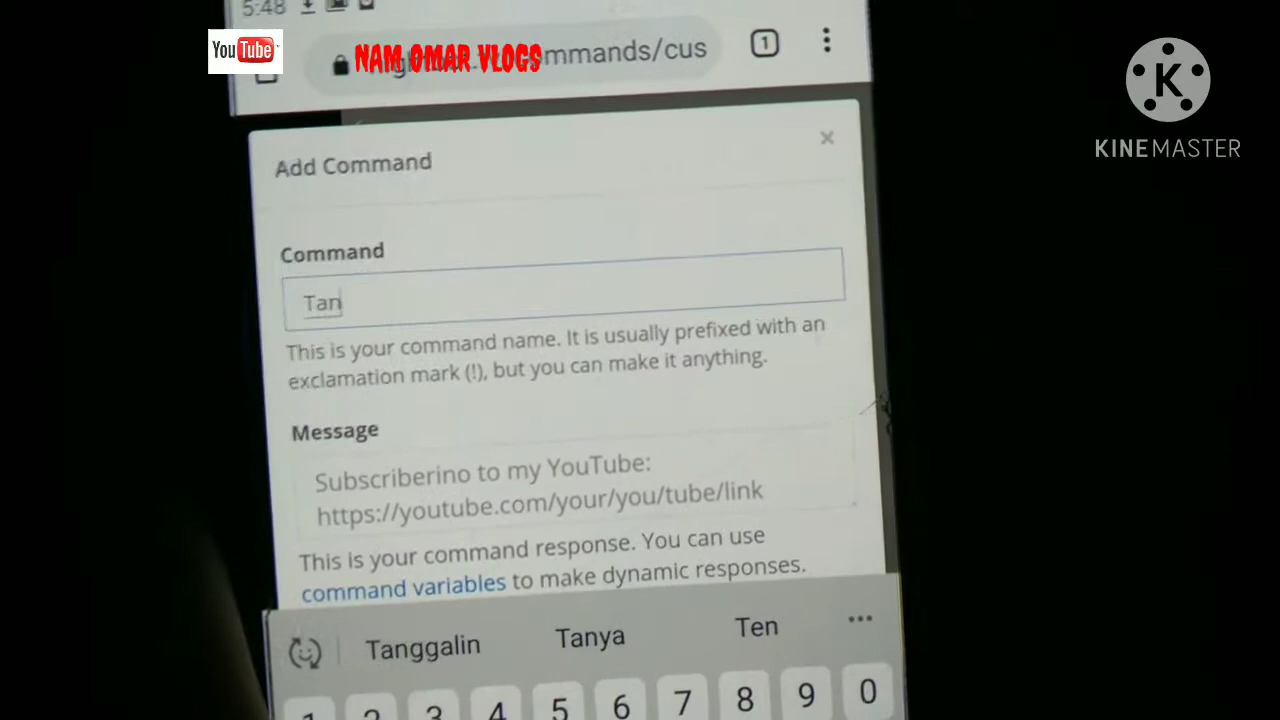 5:48
YouTube
NAM OMAR VLOGS
mmands/cus
1
K
KINEMASTER
Add Command
×
Command
Tan
This is your command name. It is usually prefixed with an
exclamation mark (!), but you can make it anything.
Message
Subscriberino to my YouTube:
https://youtube.com/your/you/tube/link
This is your command response. You can use
command variables to make dynamic responses.
Tanggalin Tanya Ten
1 2 3 4 5 6 7 8 9 0